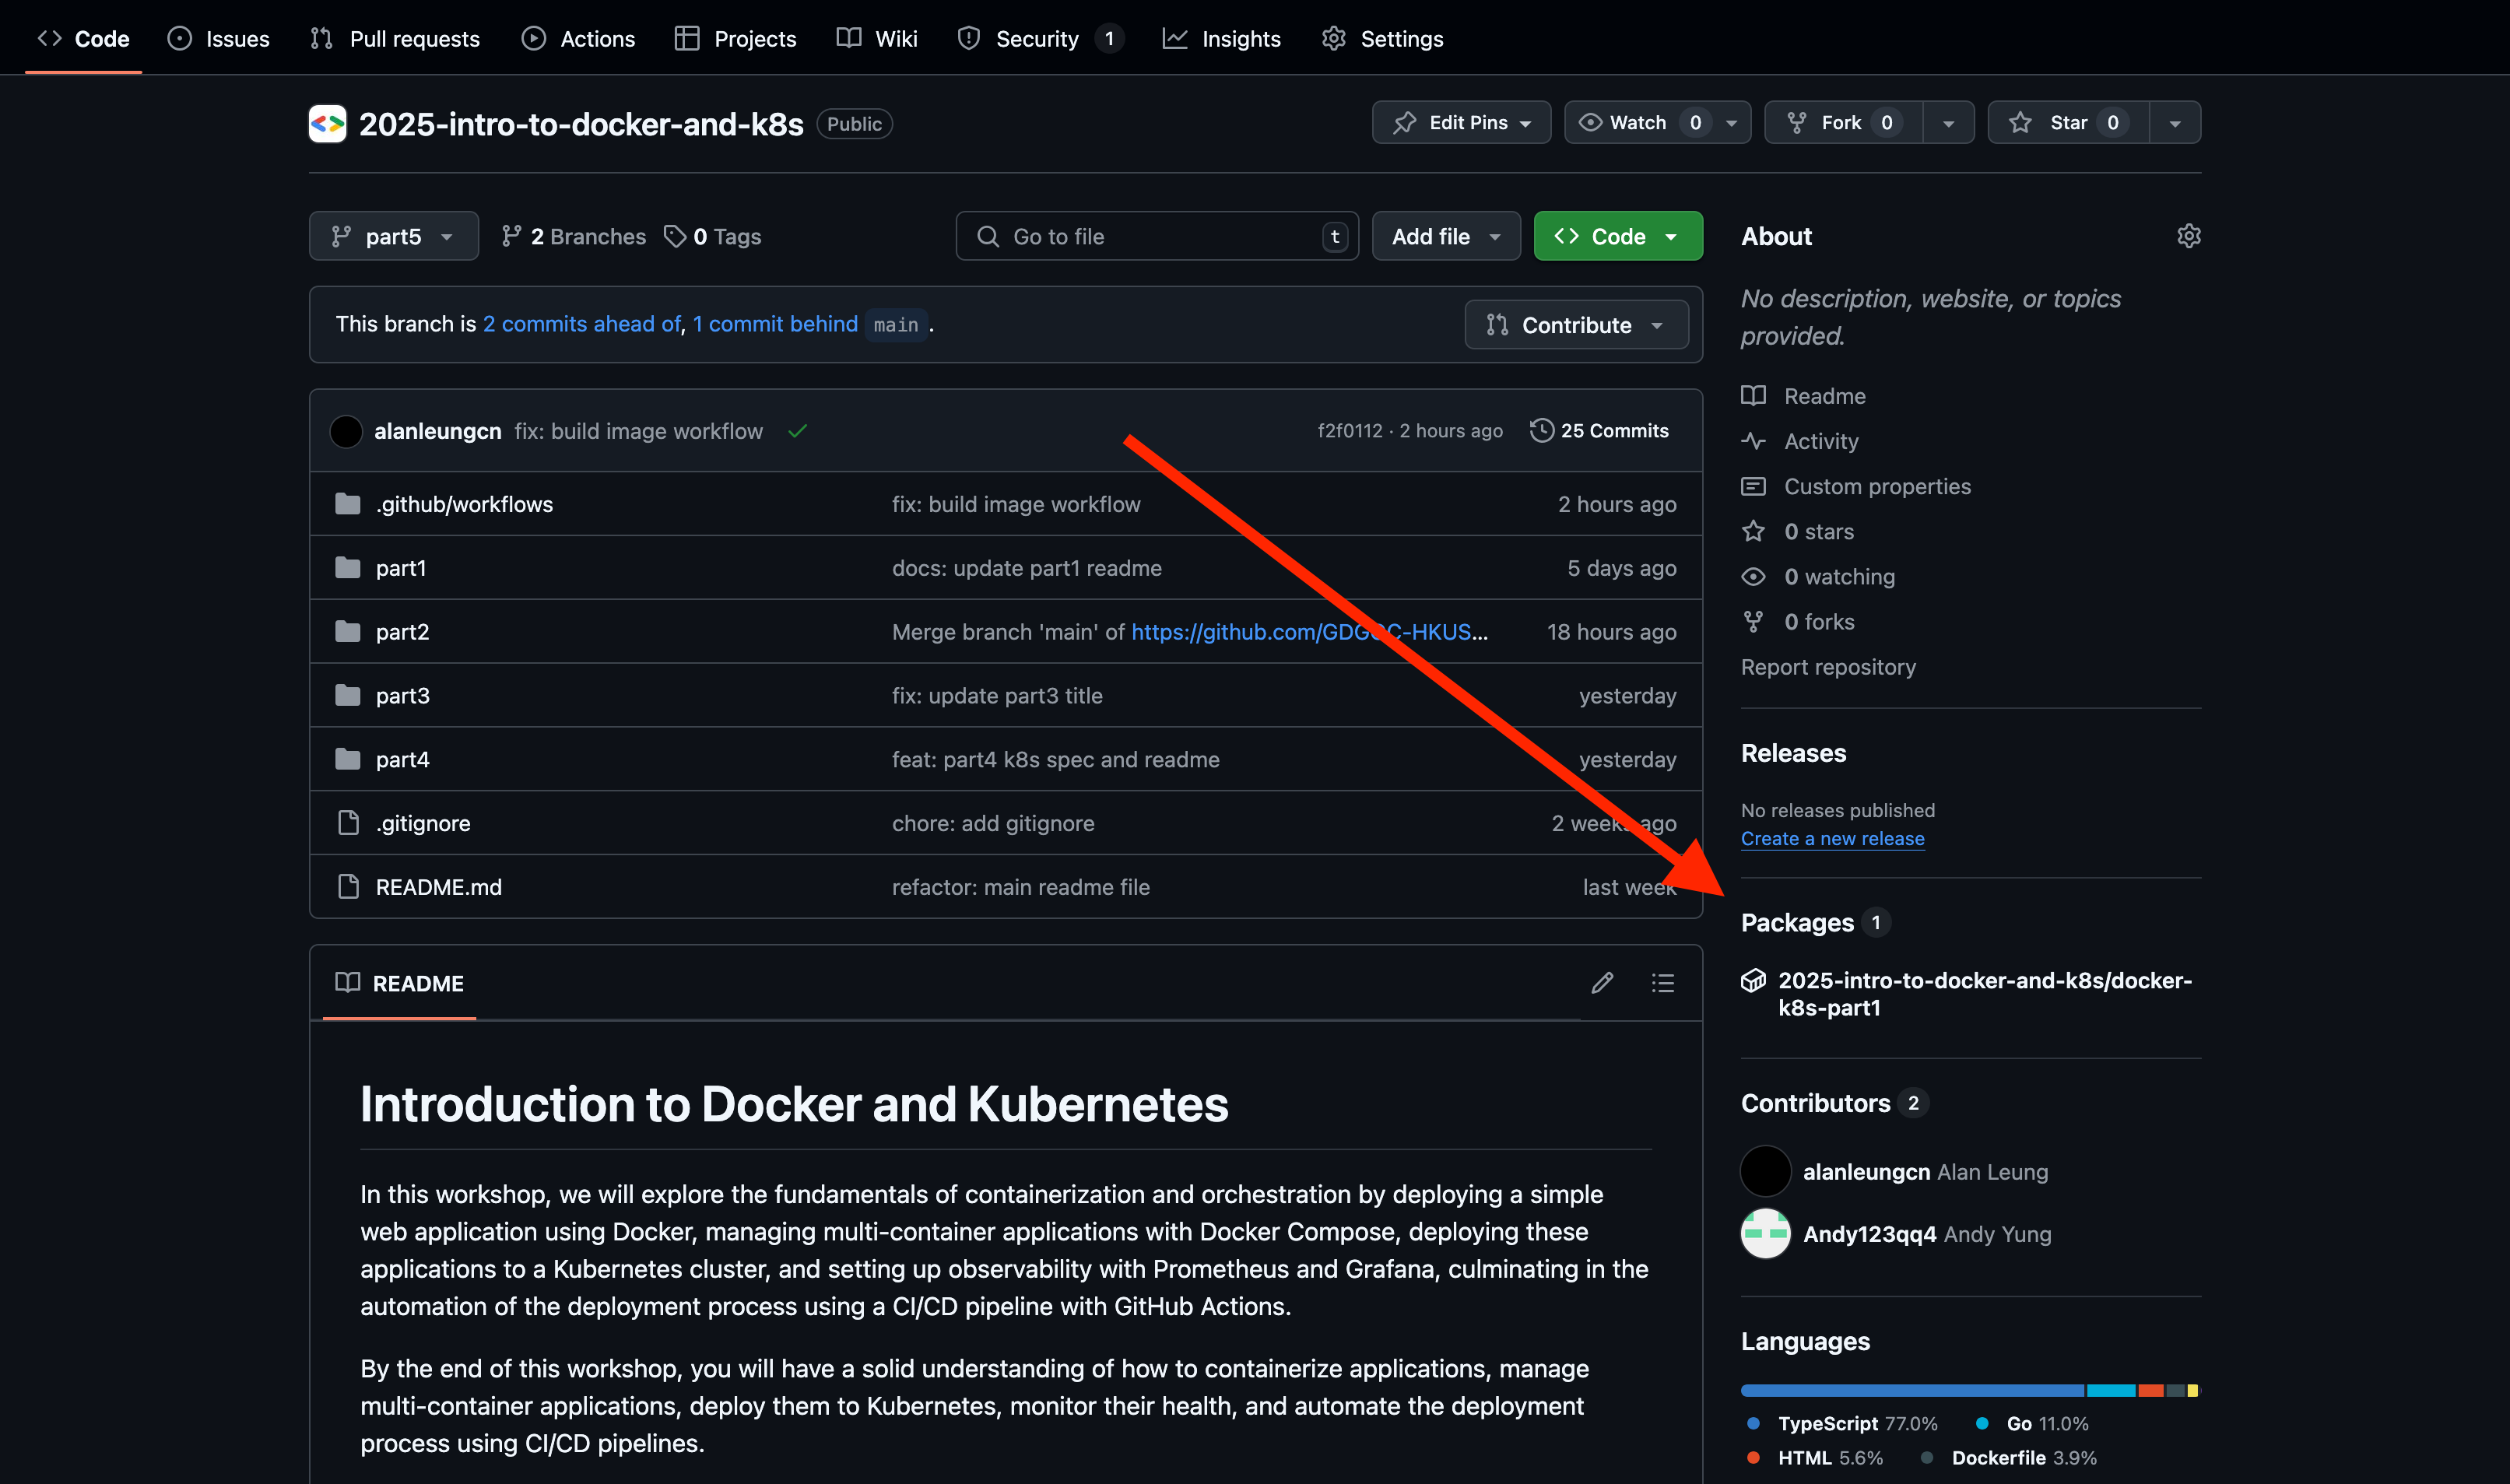 Code Issues Pull requests Actions Projects Wiki Security 1 Insights Settings
2025-intro-to-docker-and-k8s Public Edit Pins Watch 0 Fork 0 Star 0
part5 2 Branches 0 Tags Go to file t Add file Code
This branch is 2 commits ahead of, 1 commit behind main .
Contribute
alanleungcn fix: build image workflow f2f0112 · 2 hours ago 25 Commits
.github/workflows fix: build image workflow 2 hours ago
part1 docs: update part1 readme 5 days ago
part2 Merge branch 'main' of https://github.com/GDGOC-HKUS... 18 hours ago
part3 fix: update part3 title yesterday
part4 feat: part4 k8s spec and readme yesterday
.gitignore chore: add gitignore 2 weeks ago
README.md refactor: main readme file last week
README
Introduction to Docker and Kubernetes
In this workshop, we will explore the fundamentals of containerization and orchestration by deploying a simple
web application using Docker, managing multi-container applications with Docker Compose, deploying these
applications to a Kubernetes cluster, and setting up observability with Prometheus and Grafana, culminating in the
automation of the deployment process using a CI/CD pipeline with GitHub Actions.
By the end of this workshop, you will have a solid understanding of how to containerize applications, manage
multi-container applications, deploy them to Kubernetes, monitor their health, and automate the deployment
process using CI/CD pipelines.
About
No description, website, or topics
provided.
Readme
Activity
Custom properties
0 stars
0 watching
0 forks
Report repository
Releases
No releases published
Create a new release
Packages 1
2025-intro-to-docker-and-k8s/docker-
k8s-part1
Contributors 2
alanleungcn Alan Leung
Andy123qq4 Andy Yung
Languages
TypeScript 77.0% Go 11.0%
HTML 5.6% Dockerfile 3.9%